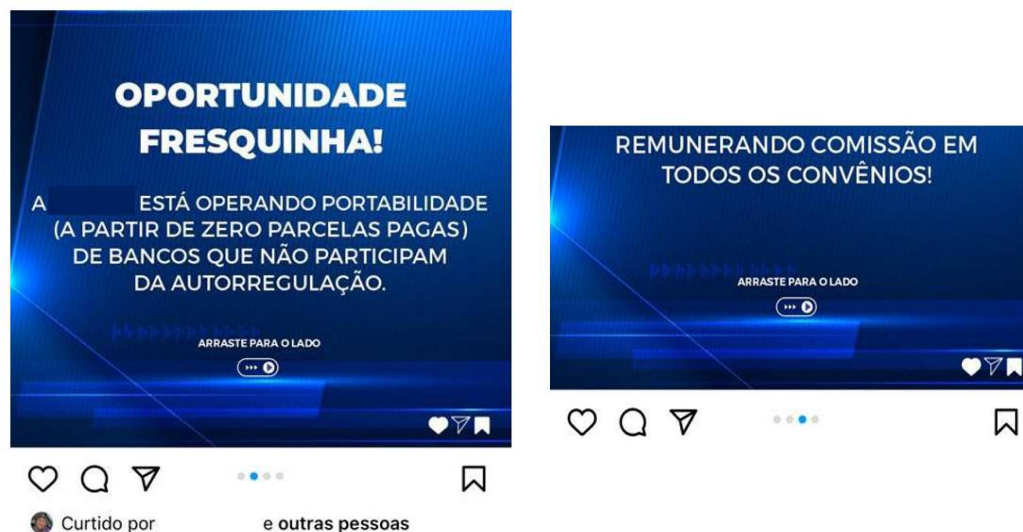 OPORTUNIDADE
FRESQUINHA!
A ESTÁ OPERANDO PORTABILIDADE
(A PARTIR DE ZERO PARCELAS PAGAS)
DE BANCOS QUE NÃO PARTICIPAM
DA AUTORREGULAÇÃO.
ARRASTE PARA O LADO
Curtido por e outras pessoas
REMUNERANDO COMISSÃO EM
TODOS OS CONVÊNIOS!
ARRASTE PARA O LADO